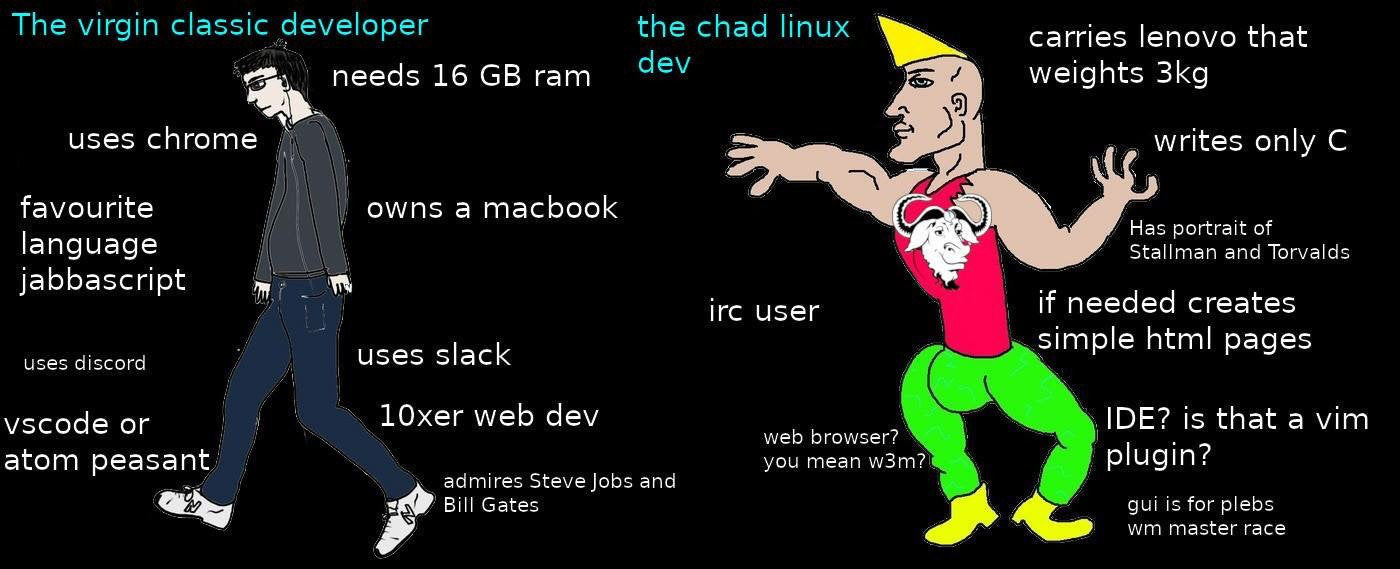 The virgin classic developer
needs 16 GB ram
uses chrome
favourite
language
jabbascript
owns a macbook
uses discord
uses slack
vscode or
atom peasant
10xer web dev
admires Steve Jobs and
Bill Gates
the chad linux
dev
carries lenovo that
weights 3kg
writes only C
Has portrait of
Stallman and Torvalds
irc user
if needed creates
simple html pages
web browser?
you mean w3m?
IDE? is that a vim
plugin?
gui is for plebs
wm master race